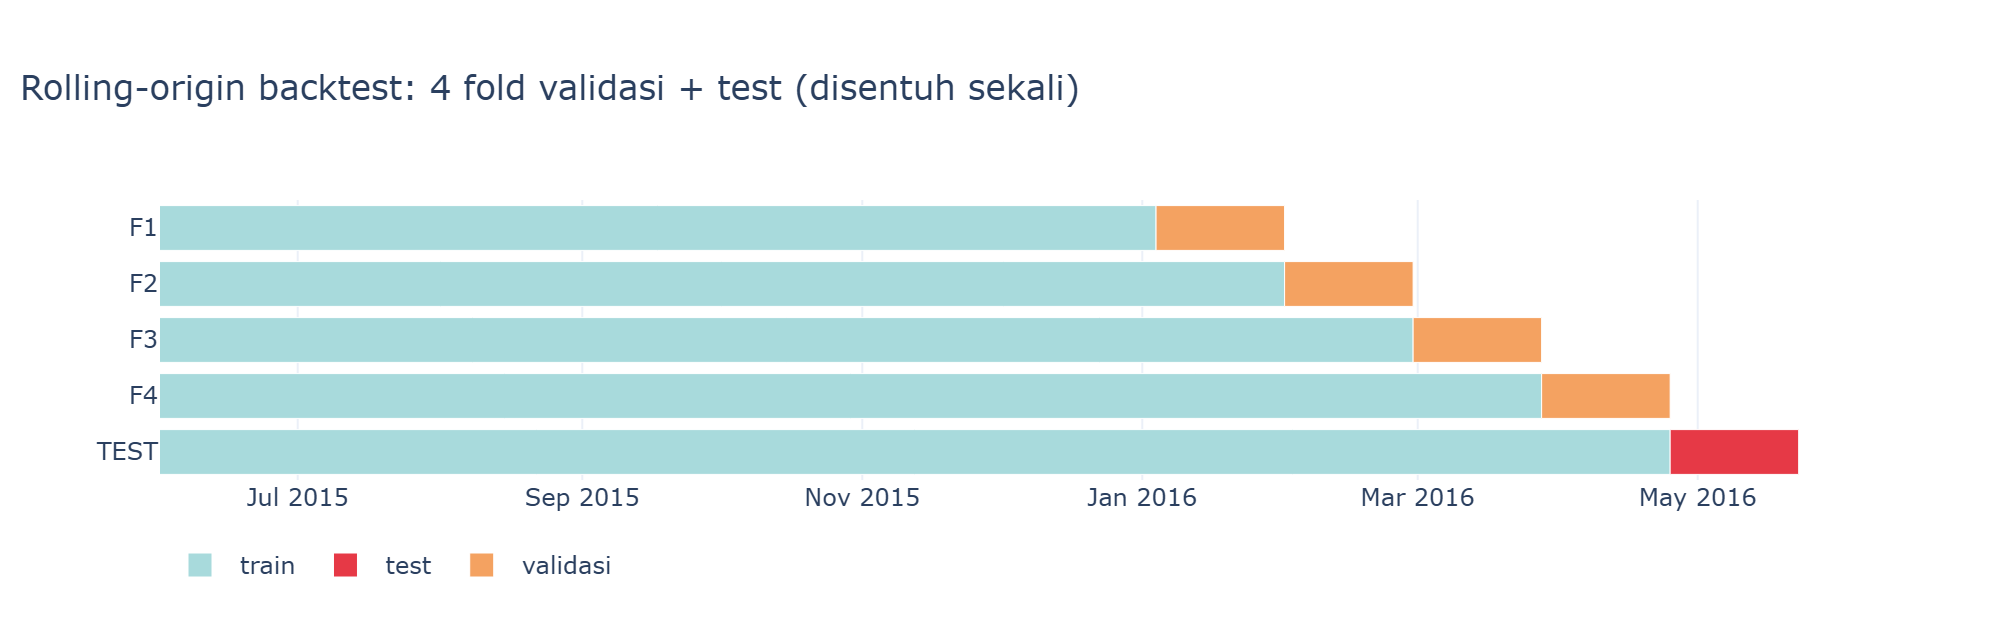 Rolling-origin backtest: 4 fold validasi + test (disentuh sekali)
F1
F2
F3
F4
TEST
Jul 2015 Sep 2015 Nov 2015 Jan 2016 Mar 2016 May 2016
train test validasi